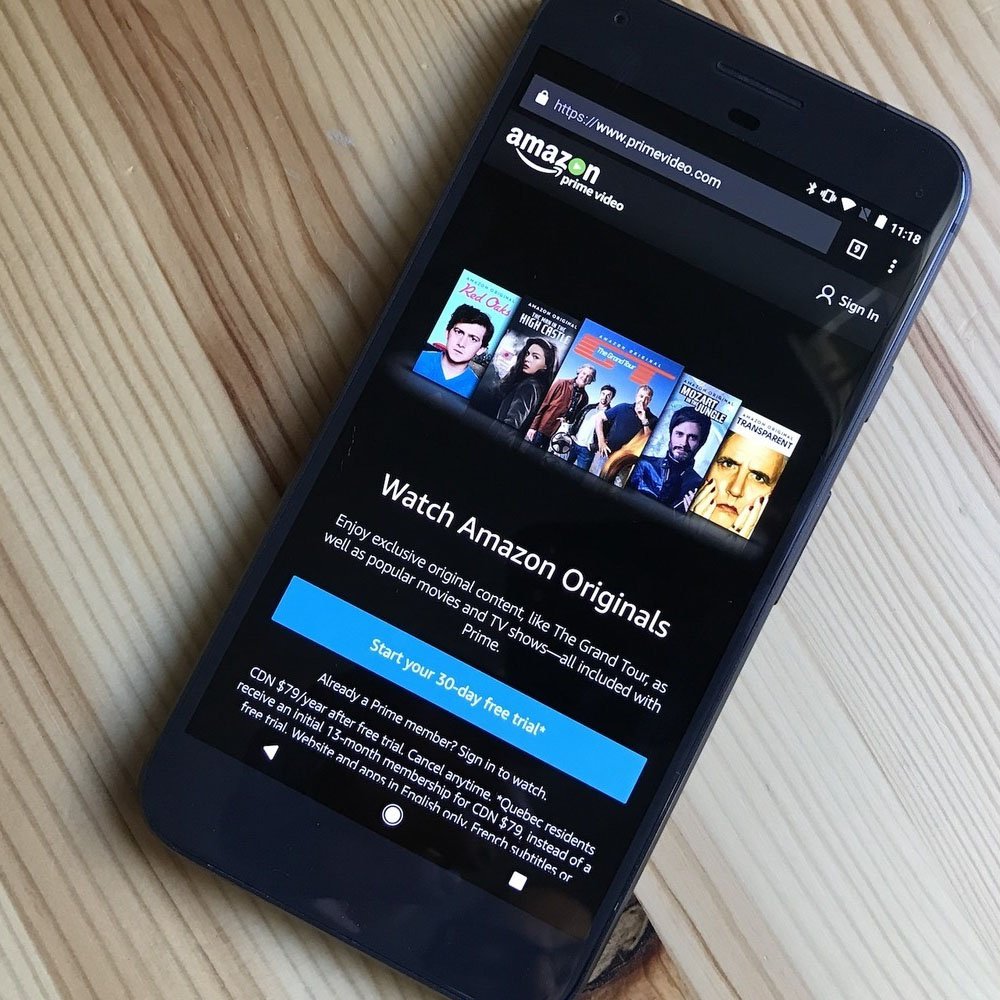 https://www.primevideo.com
11:18
9
amazon
prime video
Sign In
AMAZON ORIGINAL
Red Oaks
AMAZON ORIGINAL
THE MAN IN THE
HIGH CASTLE
AMAZON ORIGINAL
GT
The Grand Tour
AMAZON ORIGINAL
MOZART
IN THE
JUNGLE
AMAZON ORIGINAL
TRANSPARENT
Watch Amazon Originals
Enjoy exclusive original content, like The Grand Tour, as
well as popular movies and TV shows—all included with
Prime.
Start your 30-day free trial*
Already a Prime member? Sign in to watch.
CDN $79/year after free trial. Cancel anytime. *Quebec residents
receive an initial 13-month membership for CDN $79, instead of a
free trial. Website and apps in English only. French subtitles or